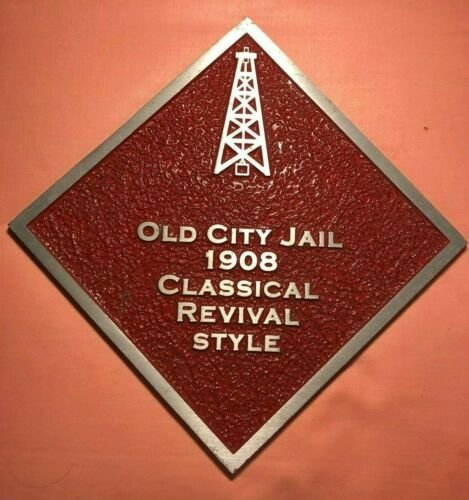 OLD CITY JAIL
1908
CLASSICAL
REVIVAL
STYLE